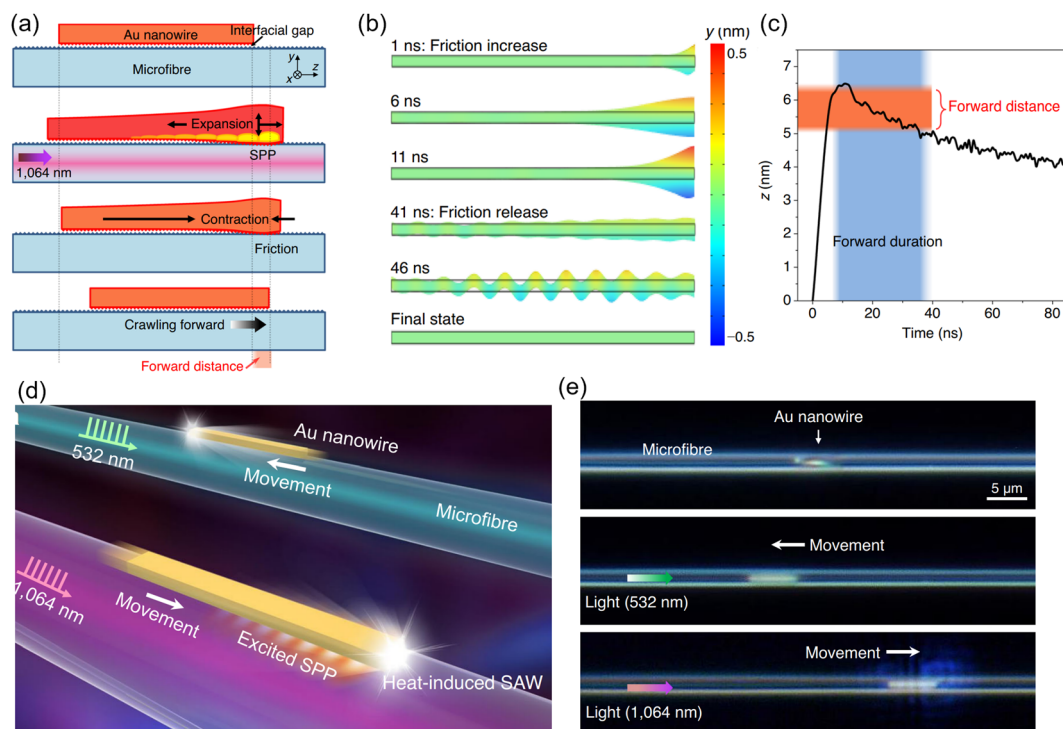 (a)
Au nanowire
Interfacial gap
Microfibre
y
x
z
Expansion
SPP
1,064 nm
Contraction
Friction
Crawling forward
Forward distance
(b)
1 ns: Friction increase
6 ns
11 ns
41 ns: Friction release
46 ns
Final state
y (nm)
0.5
−0.5
(c)
z (nm)
7
6
5
4
3
2
1
0
Forward distance
Forward duration
0 20 40 60 80
Time (ns)
(d)
532 nm
Au nanowire
Movement
Microfibre
1,064 nm
Movement
Excited SPP
Heat-induced SAW
(e)
Au nanowire
Microfibre
5 μm
Movement
Light (532 nm)
Movement
Light (1,064 nm)